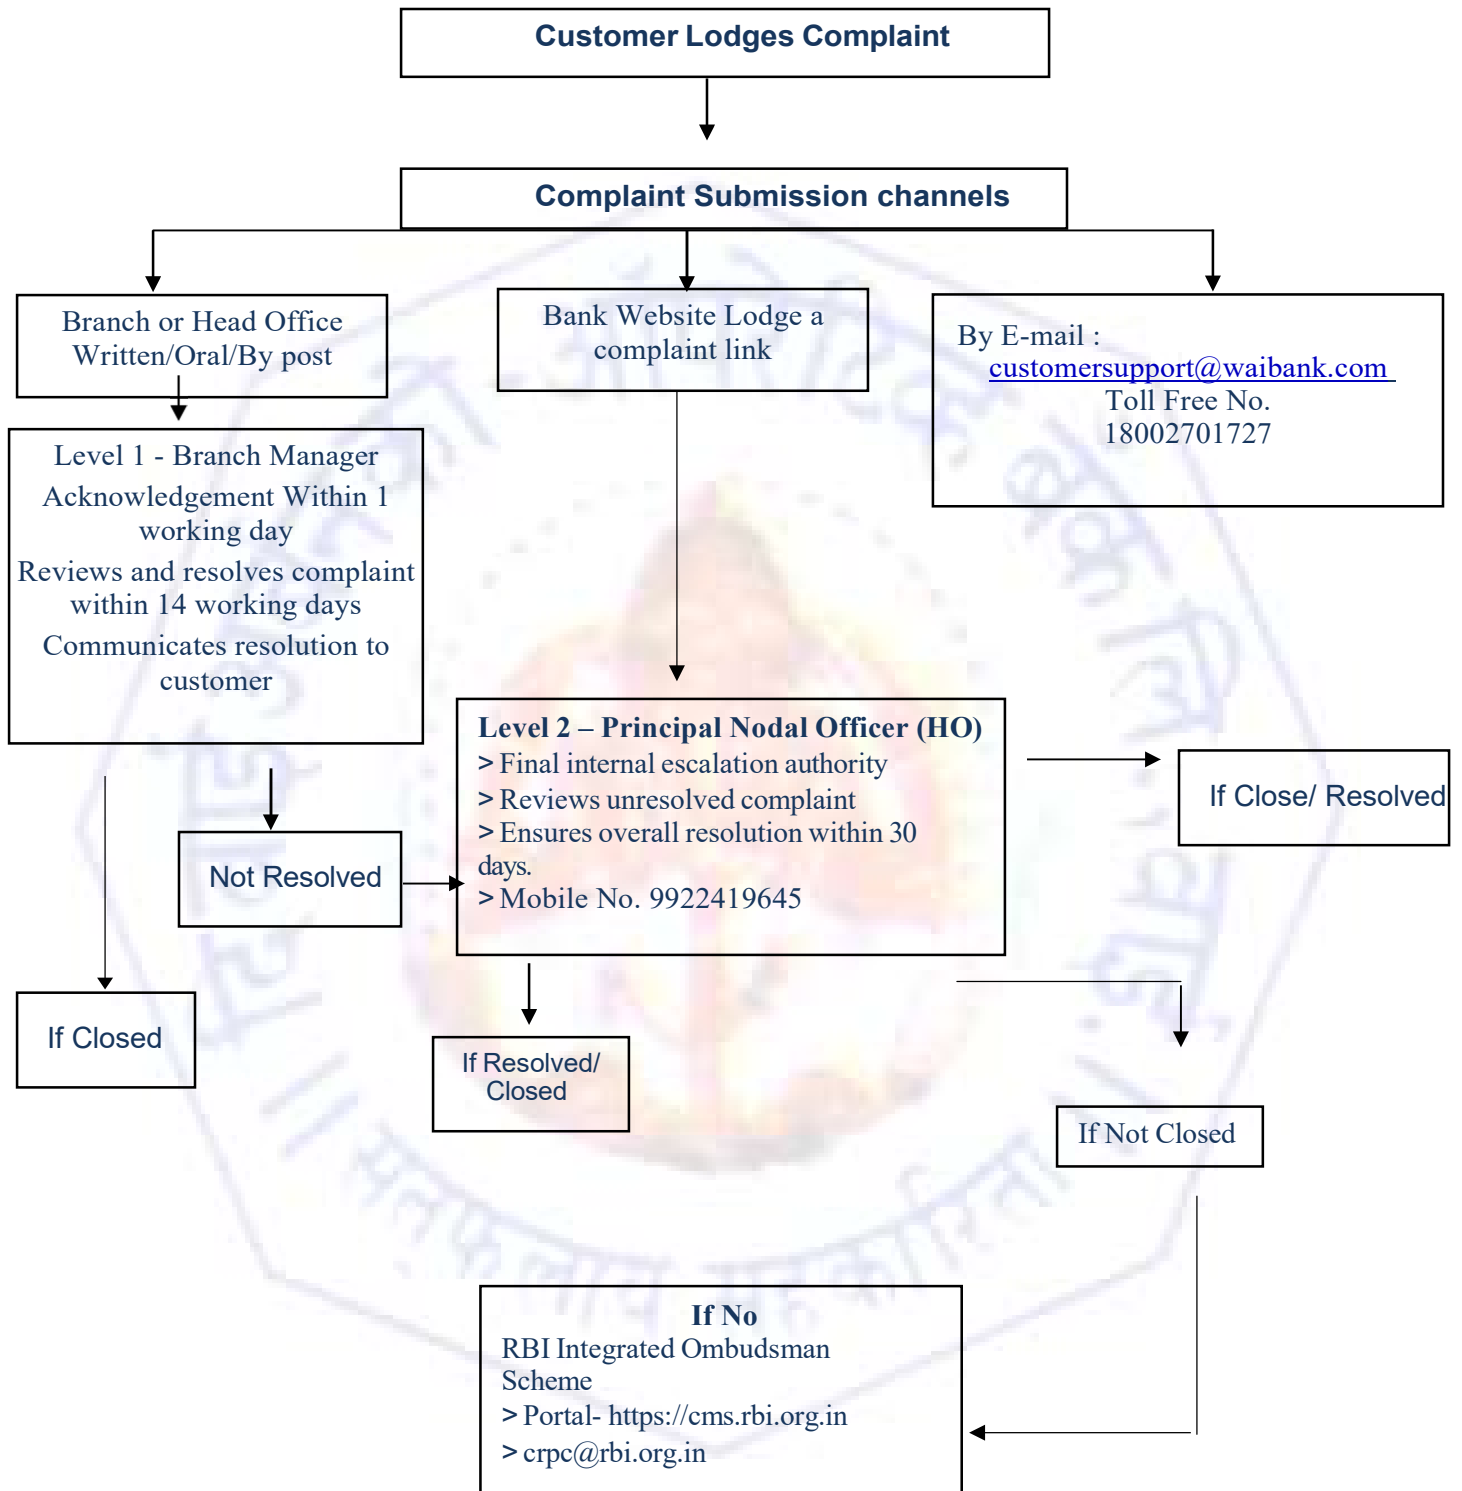 Customer Lodges Complaint
Complaint Submission channels
Branch or Head Office
Written/Oral/By post
Bank Website Lodge a
complaint link
By E-mail :
customersupport@waibank.com
Toll Free No.
18002701727
Level 1 - Branch Manager
Acknowledgement Within 1
working day
Reviews and resolves complaint
within 14 working days
Communicates resolution to
customer
Level 2 – Principal Nodal Officer (HO)
> Final internal escalation authority
> Reviews unresolved complaint
> Ensures overall resolution within 30
days.
> Mobile No. 9922419645
If Close/ Resolved
Not Resolved
If Closed
If Resolved/
Closed
If Not Closed
If No
RBI Integrated Ombudsman
Scheme
> Portal- https://cms.rbi.org.in
> crpc@rbi.org.in